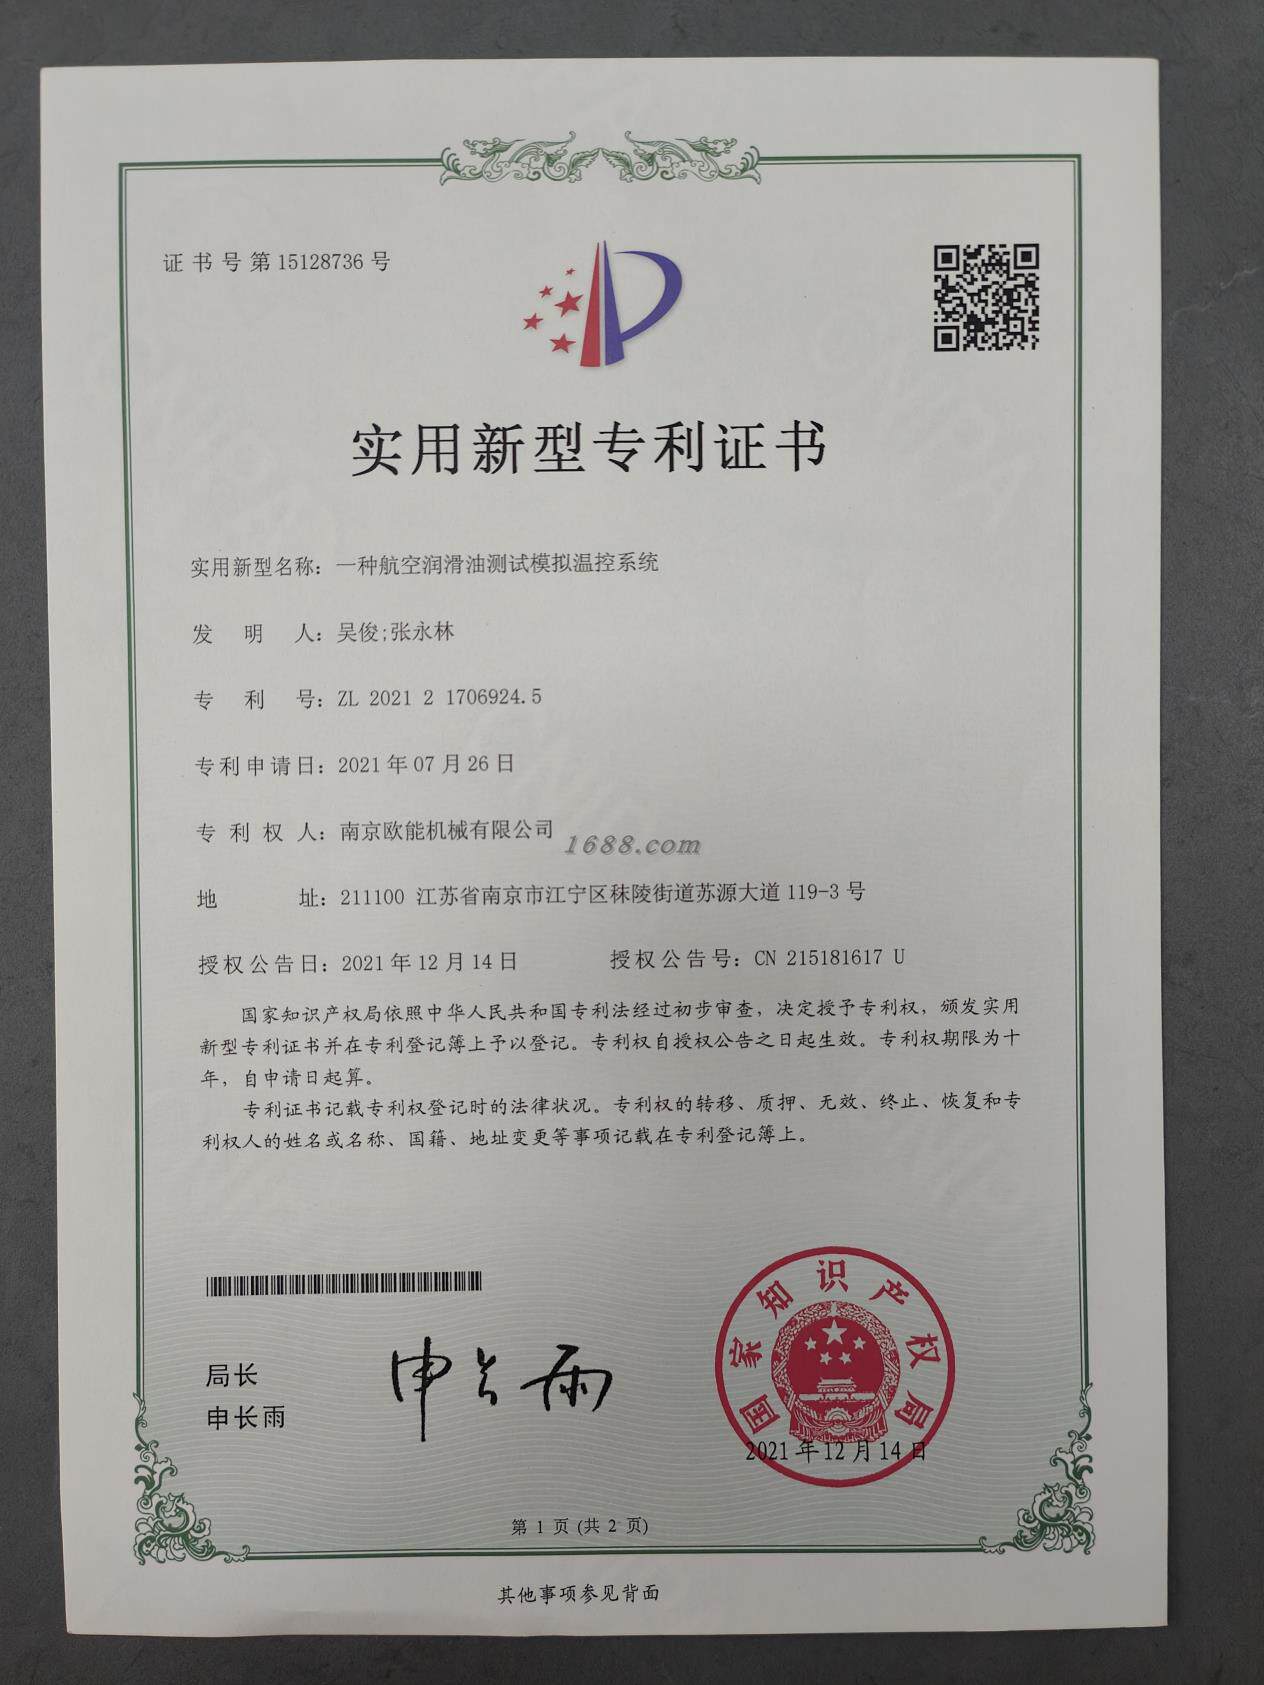 证书号第15128736号
实用新型专利证书
实用新型名称：一种航空润滑油测试模拟温控系统
发明人：吴俊;张永林
专利号：ZL 2021 2 1706924.5
专利申请日：2021年07月26日
专利权人：南京欧能机械有限公司
1688.com
地址：211100 江苏省南京市江宁区秣陵街道苏源大道119-3号
授权公告日：2021年12月14日 授权公告号：CN 215181617 U
国家知识产权局依照中华人民共和国专利法经过初步审查，决定授予专利权，颁发实用
新型专利证书并在专利登记簿上予以登记。专利权自授权公告之日起生效。专利权期限为十
年，自申请日起算。
专利证书记载专利权登记时的法律状况。专利权的转移、质押、无效、终止、恢复和专
利权人的姓名或名称、国籍、地址变更等事项记载在专利登记簿上。
局长
申长雨
申长雨
国家知识产权局
2021年12月14日
第 1 页 (共 2 页)
其他事项参见背面